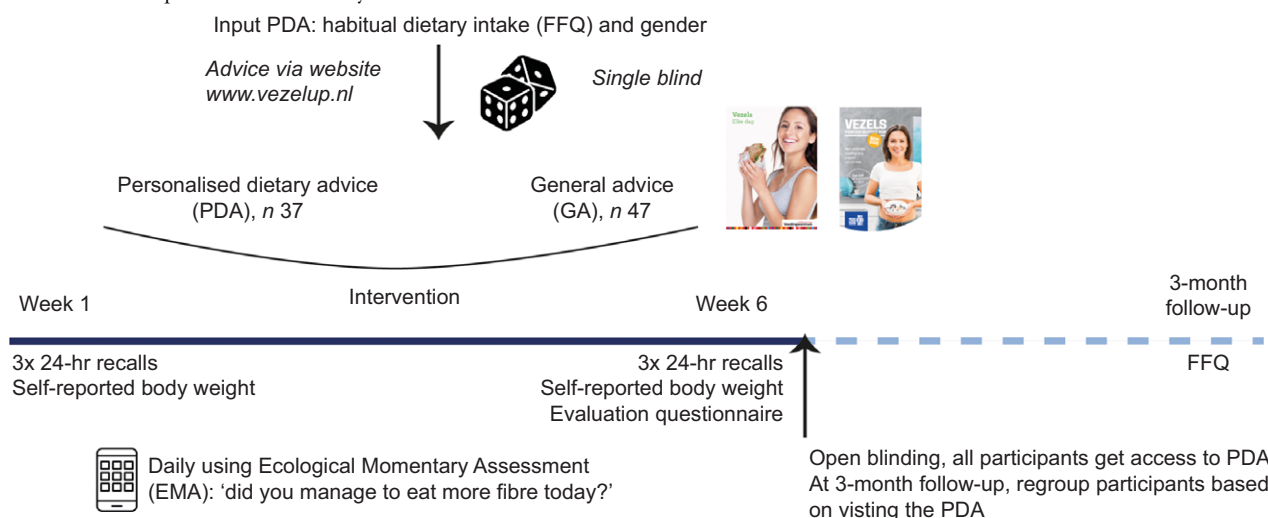 Input PDA: habitual dietary intake (FFQ) and gender
Advice via website
www.vezelup.nl
Single blind
Vezels
Elke dag
VEZELS
Personalised dietary advice
(PDA), n 37
General advice
(GA), n 47
Week 1
Intervention
Week 6
3-month
follow-up
3x 24-hr recalls
Self-reported body weight
3x 24-hr recalls
Self-reported body weight
Evaluation questionnaire
FFQ
Daily using Ecological Momentary Assessment
(EMA): ‘did you manage to eat more fibre today?’
Open blinding, all participants get access to PDA
At 3-month follow-up, regroup participants based
on visting the PDA